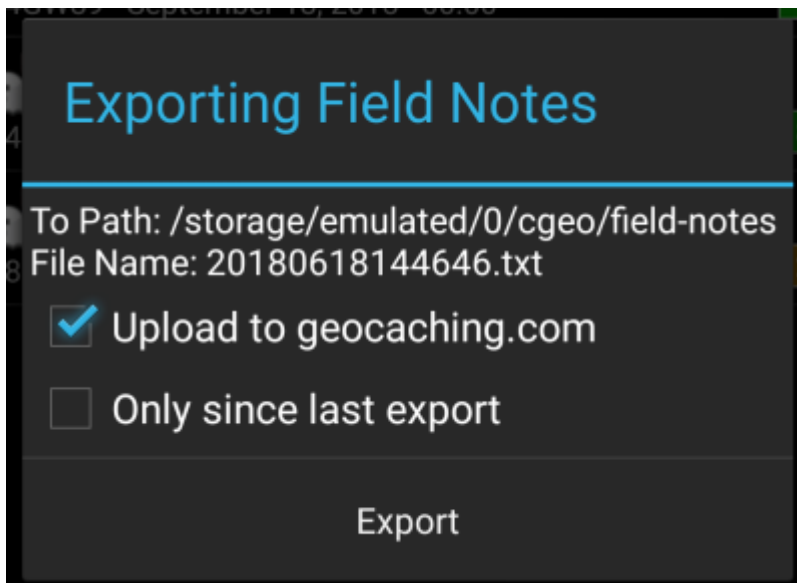 Exporting Field Notes
To Path: /storage/emulated/0/cgeo/field-notes
File Name: 20180618144646.txt
Upload to geocaching.com
Only since last export
Export